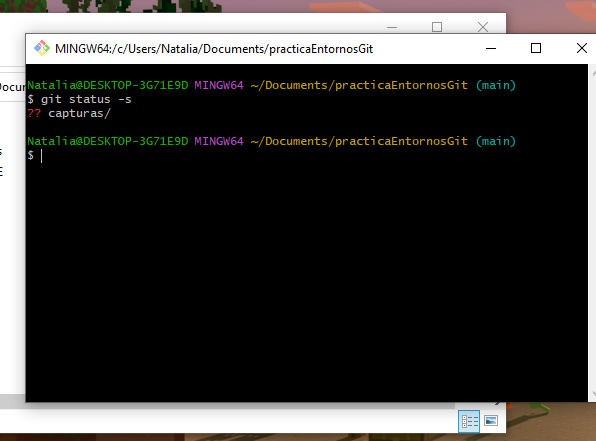 MINGW64:/c/Users/Natalia/Documents/practicaEntornosGit
Docum
Natalia@DESKTOP-3G71E9D MINGW64 ~/Documents/practicaEntornosGit (main)
$ git status -s
?? capturas/
s
Natalia@DESKTOP-3G71E9D MINGW64 ~/Documents/practicaEntornosGit (main)
$
E